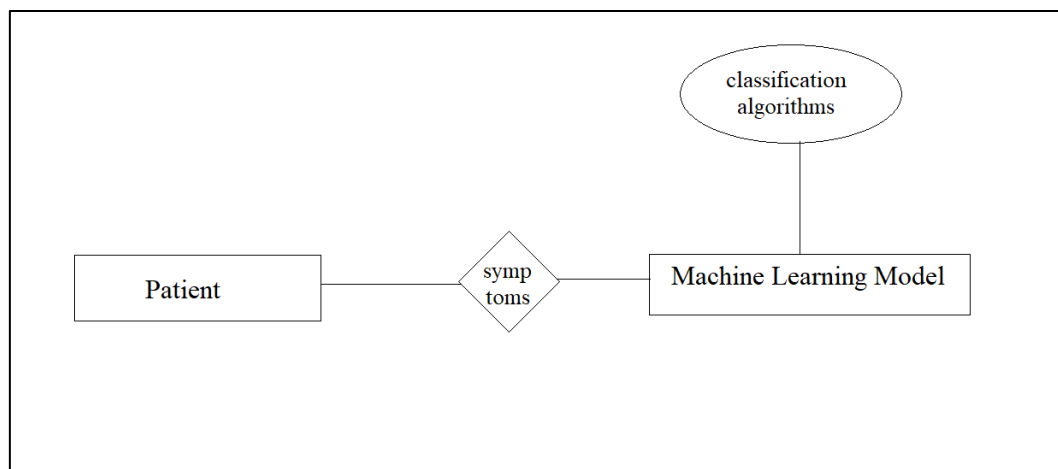 classification
algorithms
symp
toms
Patient
Machine Learning Model